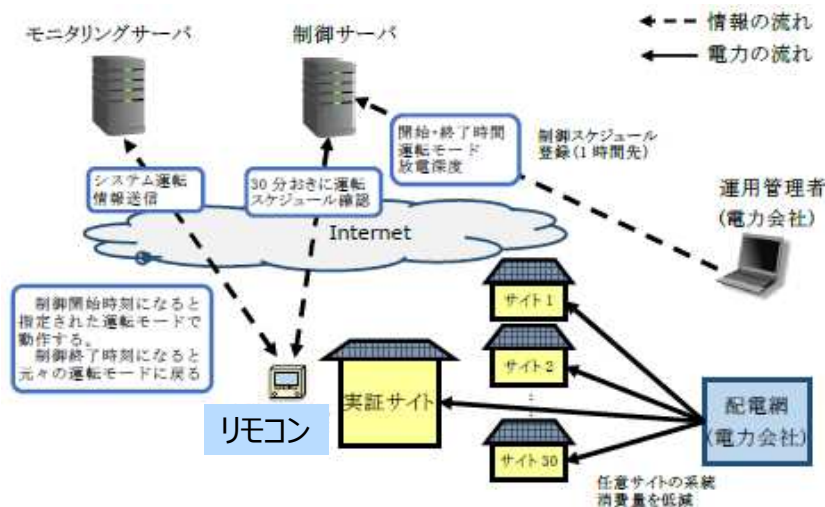 モニタリングサーバ
制御サーバ
情報の流れ
電力の流れ
開始・終了時間
運転モード
放電深度
制御スケジュール
登録(1時間先)
システム運転
情報送信
30分おきに運転
スケジュール確認
運用管理者
(電力会社)
Internet
制御開始時刻になると
指定された運転モードで
動作する。
制御終了時刻になると
元々の運転モードに戻る
サイト1
サイト2
実証サイト
リモコン
サイト30
配電網
(電力会社)
任意サイトの系統
消費量を低減